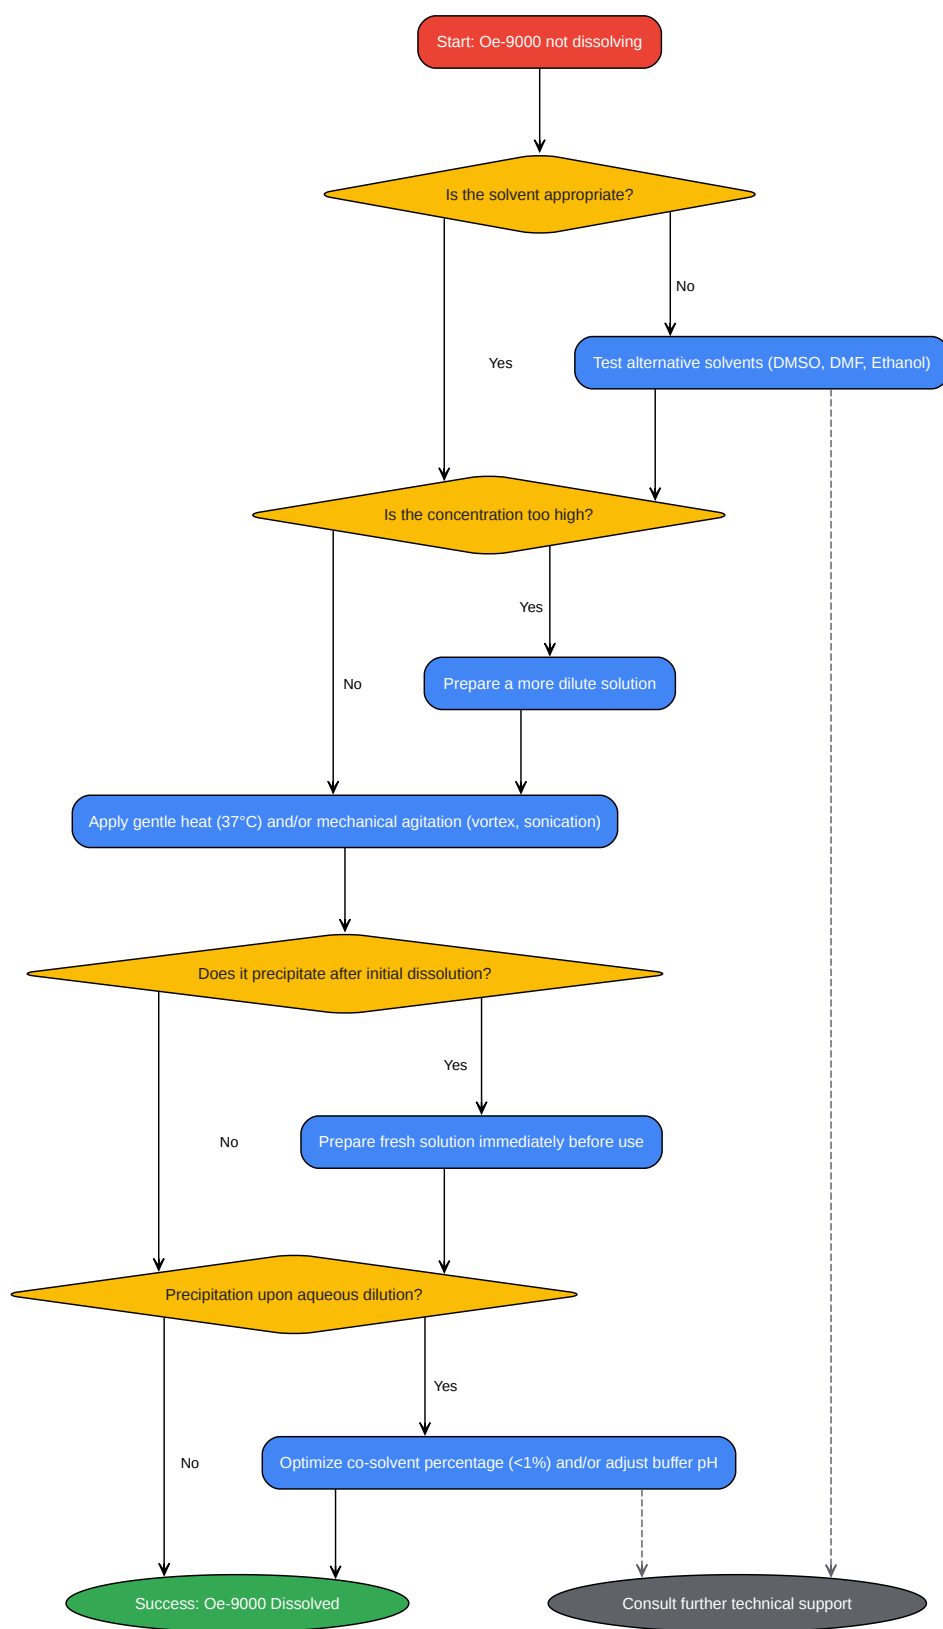 Start: Oe-9000 not dissolving
Is the solvent appropriate?
No
Yes
Test alternative solvents (DMSO, DMF, Ethanol)
Is the concentration too high?
Yes
No
Prepare a more dilute solution
Apply gentle heat (37°C) and/or mechanical agitation (vortex, sonication)
Does it precipitate after initial dissolution?
Yes
No
Prepare fresh solution immediately before use
Precipitation upon aqueous dilution?
Yes
No
Optimize co-solvent percentage (<1%) and/or adjust buffer pH
Success: Oe-9000 Dissolved
Consult further technical support